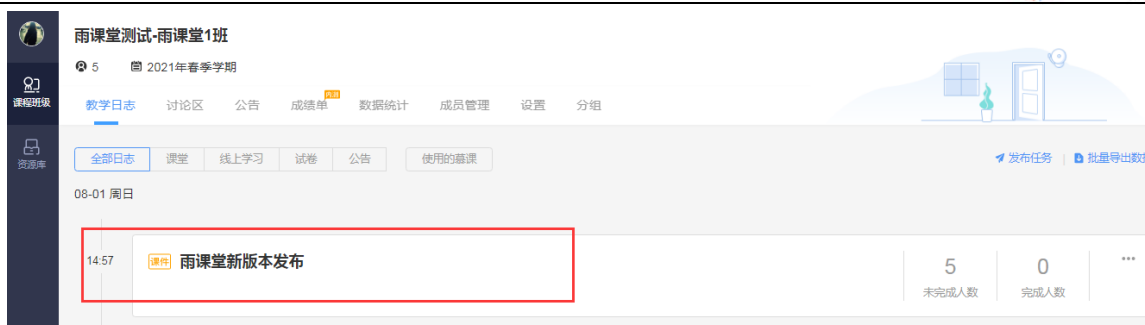 雨课堂测试-雨课堂1班
5 2021年春季学期
课程班级
教学日志 讨论区 公告 成绩单 内测 数据统计 成员管理 设置 分组
资源库
全部日志 课堂 线上学习 试卷 公告 使用的慕课 发布任务 批量导出数据
08-01 周日
14:57 课件 雨课堂新版本发布
5 0
未完成人数 完成人数